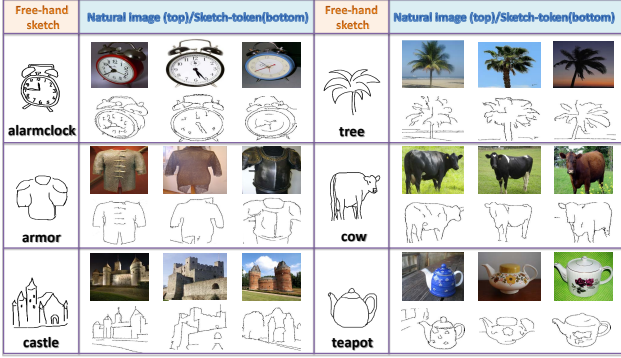 Free-hand
sketch
Natural image (top)/Sketch-token(bottom)
Free-hand
sketch
Natural image (top)/Sketch-token(bottom)
alarmclock
tree
armor
cow
castle
teapot